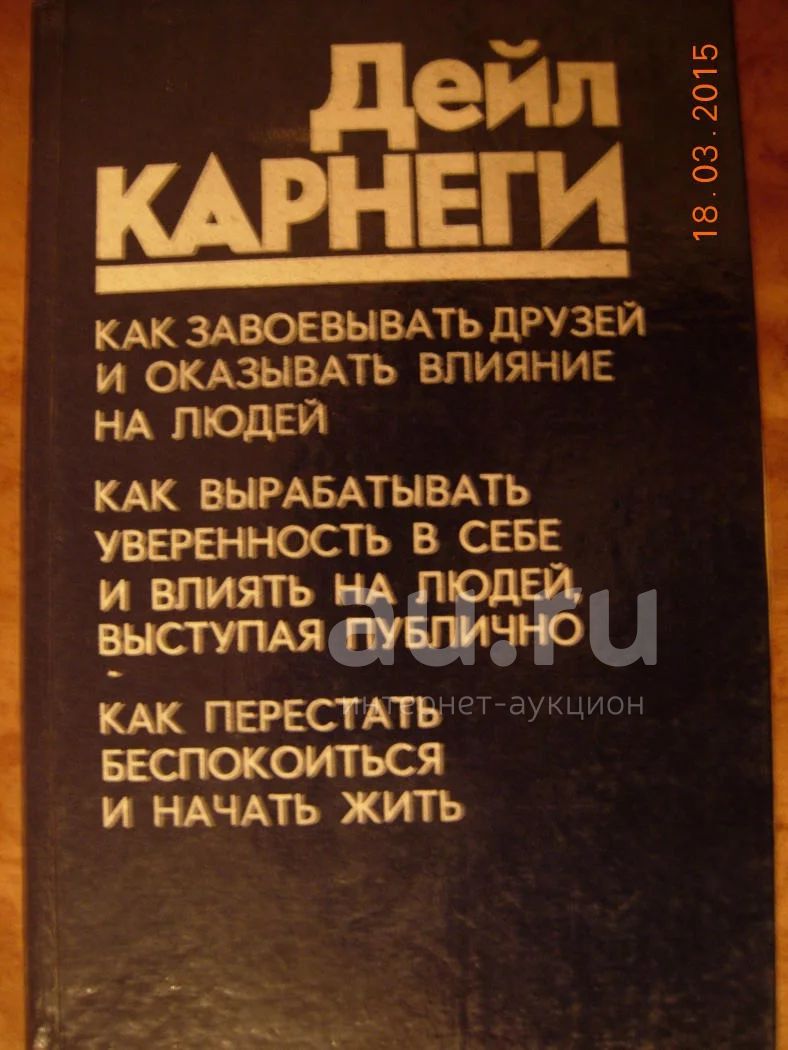 Дейл
КАРНЕГИ
КАК ЗАВОЕВЫВАТЬ ДРУЗЕЙ
И ОКАЗЫВАТЬ ВЛИЯНИЕ
НА ЛЮДЕЙ
КАК ВЫРАБАТЫВАТЬ
УВЕРЕННОСТЬ В СЕБЕ
И ВЛИЯТЬ НА ЛЮДЕЙ,
ВЫСТУПАЯ ПУБЛИЧНО
КАК ПЕРЕСТАТЬ
БЕСПОКОИТЬСЯ
И НАЧАТЬ ЖИТЬ
18.03.2015
au.ru
интернет-аукцион